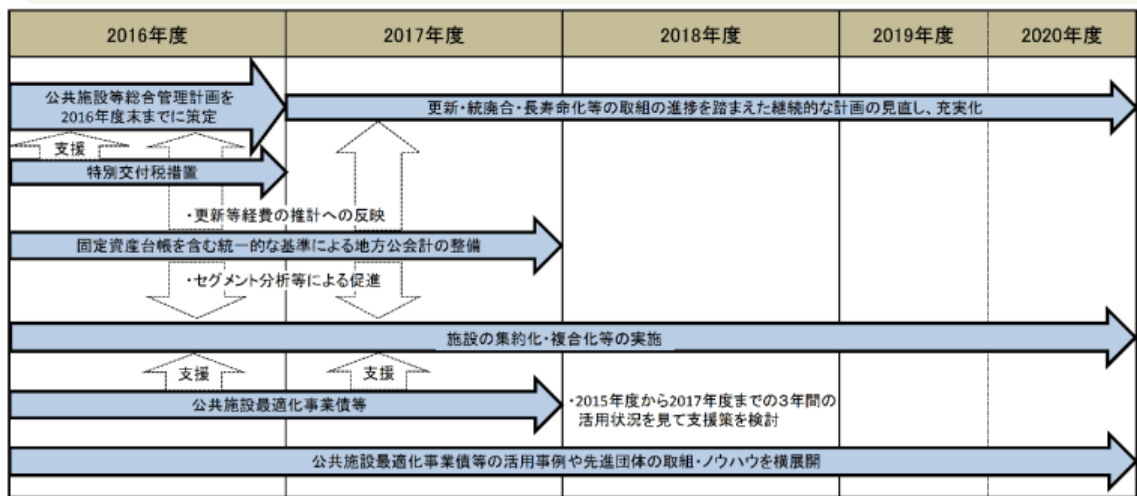 2016年度
2017年度
2018年度
2019年度
2020年度
公共施設等総合管理計画を
2016年度末までに策定
更新・統廃合・長寿命化等の取組の進捗を踏まえた継続的な計画の見直し、充実化
支援
特別交付税措置
・更新等経費の推計への反映
固定資産台帳を含む統一的な基準による地方公会計の整備
・セグメント分析等による促進
施設の集約化・複合化等の実施
支援
支援
公共施設最適化事業債等
・2015年度から2017年度までの3年間の
活用状況を見て支援策を検討
公共施設最適化事業債等の活用事例や先進団体の取組・ノウハウを横展開